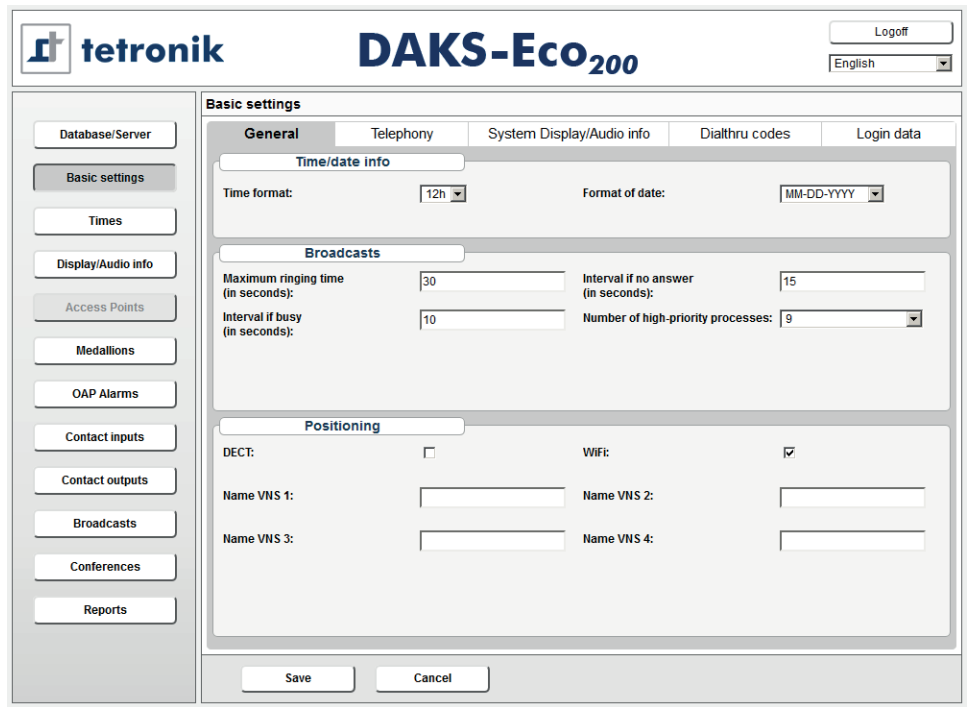 tetronik
DAKS-Eco200
Logoff
English
Basic settings
Database/Server
Basic settings
Times
Display/Audio info
Access Points
Medallions
OAP Alarms
Contact inputs
Contact outputs
Broadcasts
Conferences
Reports
General Telephony System Display/Audio info Dialthru codes Login data
Time/date info
Time format: 12h Format of date: MM-DD-YYYY
Broadcasts
Maximum ringing time
(in seconds): 30
Interval if no answer
(in seconds): 15
Interval if busy
(in seconds): 10
Number of high-priority processes: 9
Positioning
DECT: WiFi:
Name VNS 1: Name VNS 2:
Name VNS 3: Name VNS 4:
Save Cancel